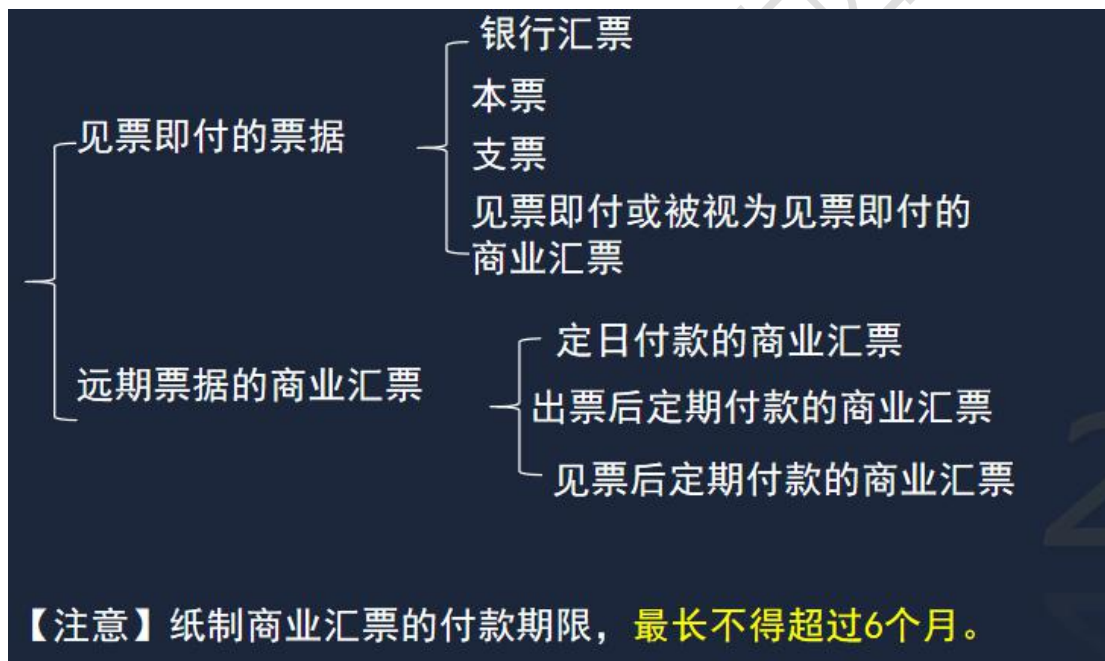 银行汇票
本票
见票即付的票据
支票
见票即付或被视为见票即付的
商业汇票
定日付款的商业汇票
远期票据的商业汇票
出票后定期付款的商业汇票
见票后定期付款的商业汇票
【注意】纸制商业汇票的付款期限，最长不得超过6个月。